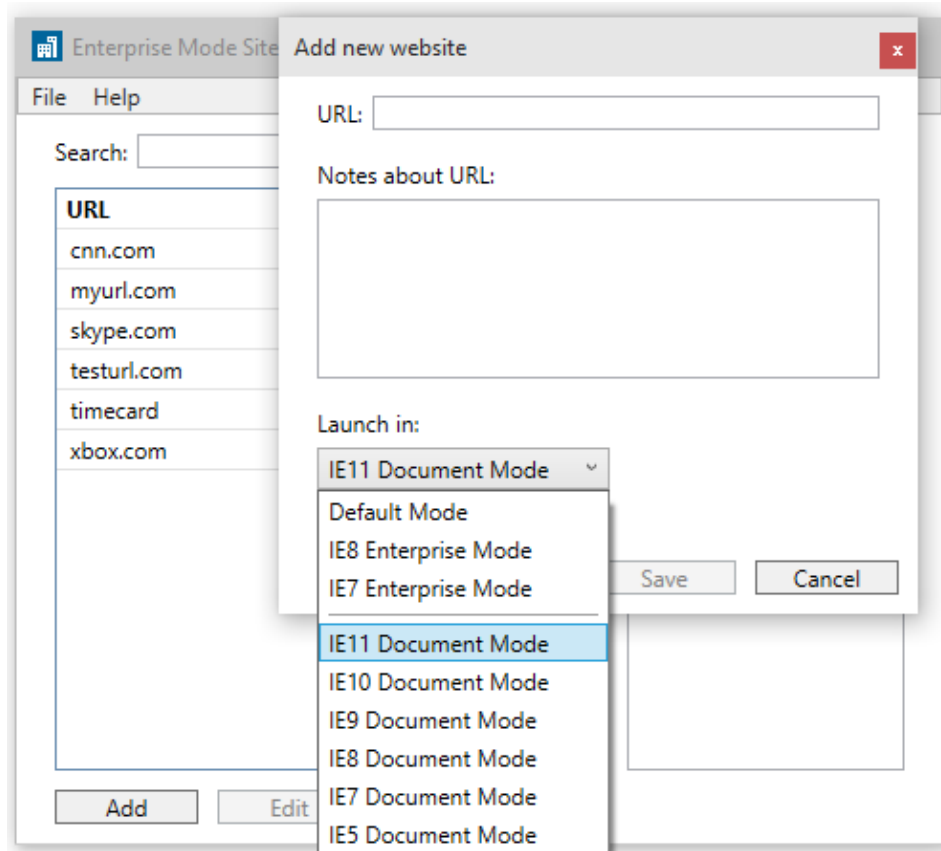 Enterprise Mode Site
Add new website
x
File Help
URL:
Search:
Notes about URL:
URL
cnn.com
myurl.com
skype.com
testurl.com
timecard
xbox.com
Launch in:
IE11 Document Mode
Default Mode
IE8 Enterprise Mode
IE7 Enterprise Mode
Save Cancel
IE11 Document Mode
IE10 Document Mode
IE9 Document Mode
IE8 Document Mode
IE7 Document Mode
IE5 Document Mode
Add Edit